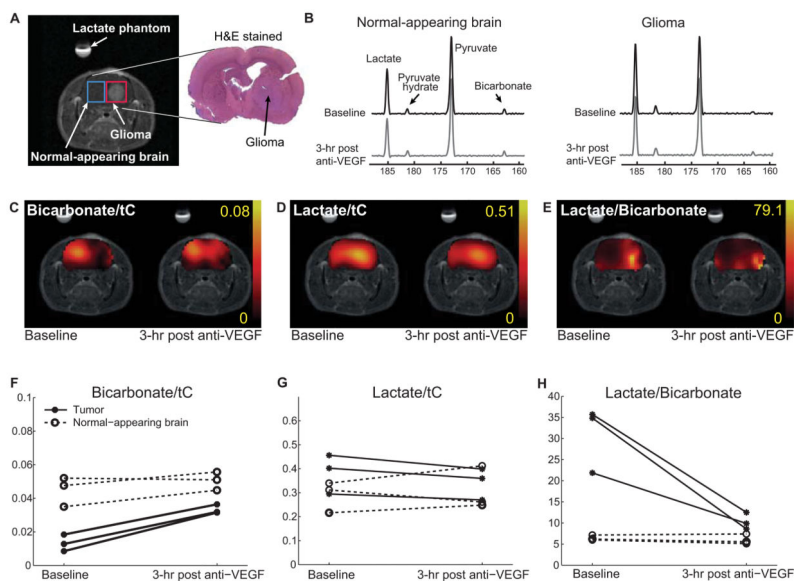 A
Lactate phantom
H&E stained
Glioma
Normal-appearing brain
Glioma
B
Normal-appearing brain
Glioma
Lactate
Pyruvate
Pyruvate
hydrate
Bicarbonate
Baseline
Baseline
3-hr post
anti-VEGF
3-hr post
anti-VEGF
185 180 175 170 165 160
185 180 175 170 165 160
C
Bicarbonate/tC
0.08
0
Baseline
3-hr post anti-VEGF
D
Lactate/tC
0.51
0
Baseline
3-hr post anti-VEGF
E
Lactate/Bicarbonate
79.1
0
Baseline
3-hr post anti-VEGF
F
Bicarbonate/tC
0.1
0.08
0.06
0.04
0.02
0
Tumor
Normal-appearing brain
Baseline
3-hr post anti-VEGF
G
Lactate/tC
0.6
0.5
0.4
0.3
0.2
0.1
0
Baseline
3-hr post anti-VEGF
H
Lactate/Bicarbonate
40
35
30
25
20
15
10
5
0
Baseline
3-hr post anti-VEGF